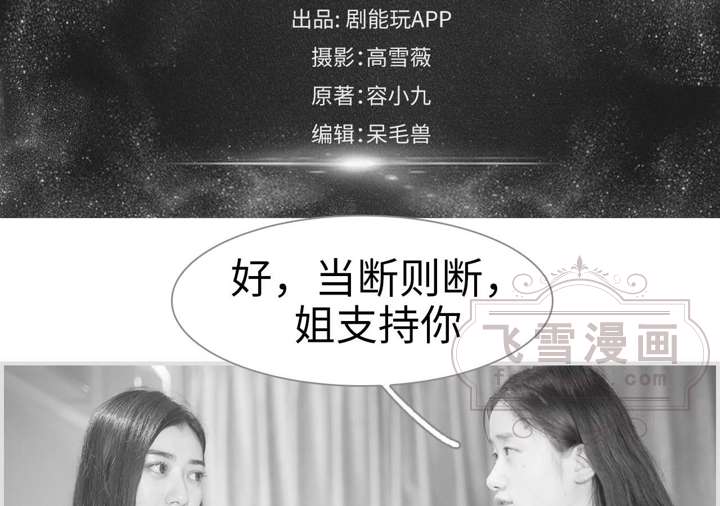 出品: 剧能玩APP
摄影：高雪薇
原著：容小九
编辑：呆毛兽
好，当断则断，
姐支持你
飞雪漫画